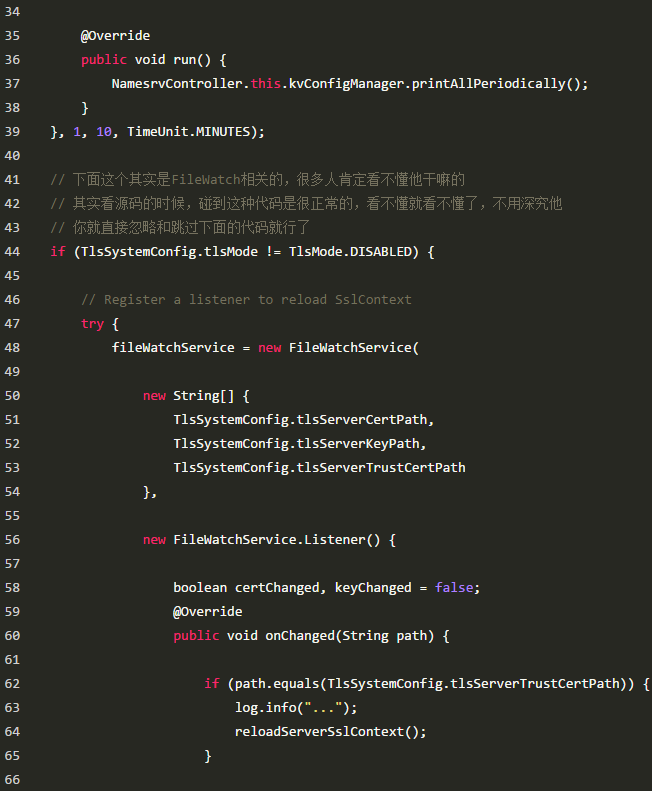 34
35 @Override
36 public void run() {
37 NamesrvController.this.kvConfigManager.printAllPeriodically();
38 }
39 }, 1, 10, TimeUnit.MINUTES);
40
41 // 下面这个其实是FileWatch相关的，很多人肯定看不懂他干嘛的
42 // 其实看源码的时候，碰到这种代码是很正常的，看不懂就看不懂了，不用深究他
43 // 你就直接忽略和跳过下面的代码就行了
44 if (TlsSystemConfig.tlsMode != TlsMode.DISABLED) {
45
46 // Register a listener to reload SslContext
47 try {
48 fileWatchService = new FileWatchService(
49
50 new String[] {
51 TlsSystemConfig.tlsServerCertPath,
52 TlsSystemConfig.tlsServerKeyPath,
53 TlsSystemConfig.tlsServerTrustCertPath
54 },
55
56 new FileWatchService.Listener() {
57
58 boolean certChanged, keyChanged = false;
59 @Override
60 public void onChanged(String path) {
61
62 if (path.equals(TlsSystemConfig.tlsServerTrustCertPath)) {
63 log.info("...");
64 reloadServerSslContext();
65 }
66